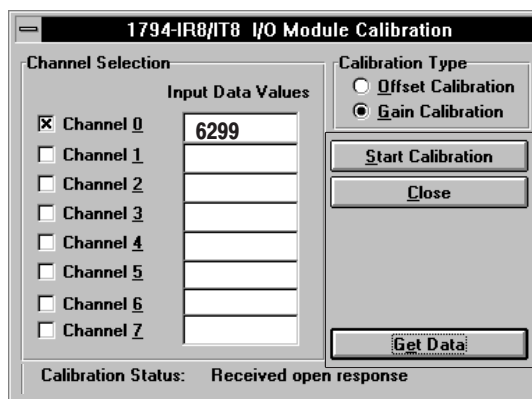 1794-IR8/IT8 I/O Module Calibration
Channel Selection
Input Data Values
Channel 0
6299
Channel 1
Channel 2
Channel 3
Channel 4
Channel 5
Channel 6
Channel 7
Calibration Type
Offset Calibration
Gain Calibration
Start Calibration
Close
Get Data
Calibration Status: Received open response